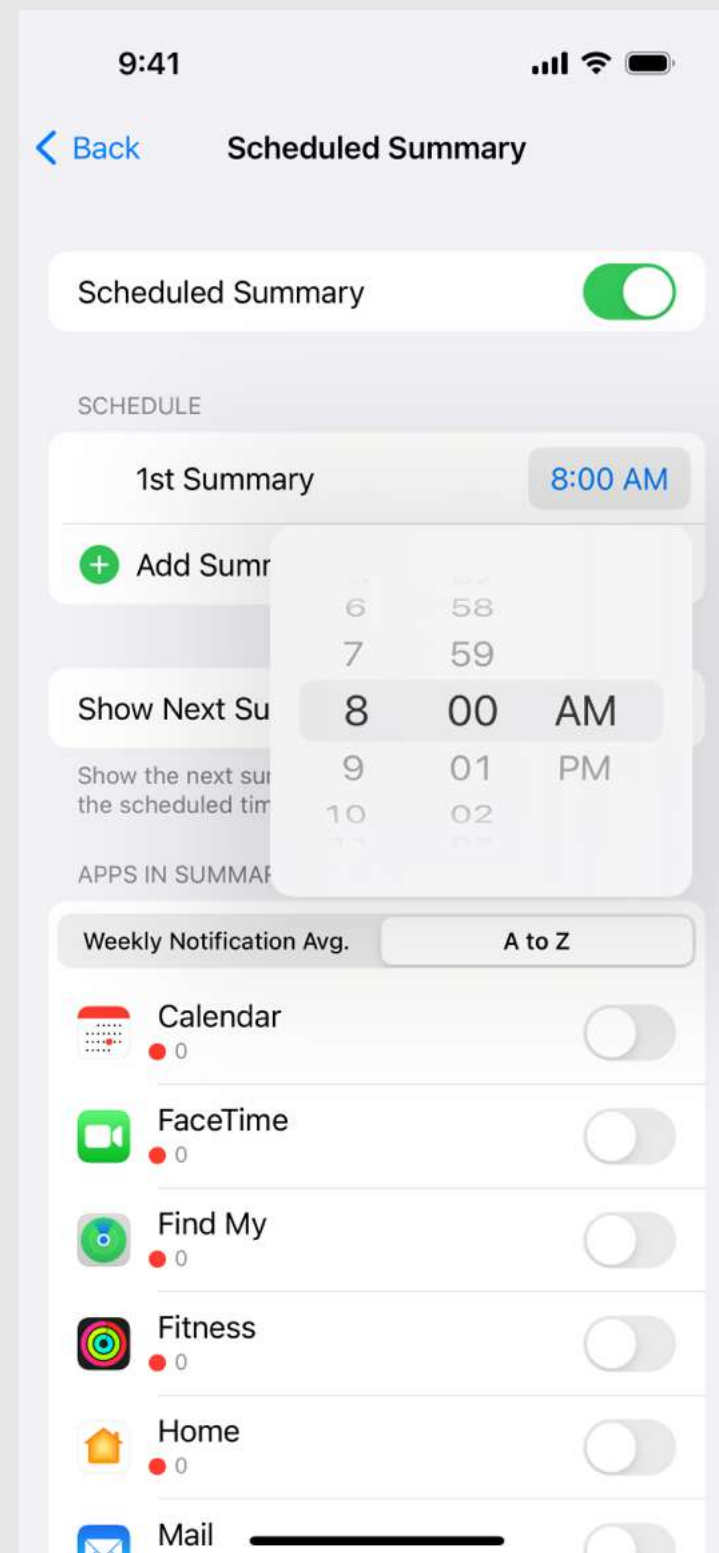 9:41
Back
Scheduled Summary
Scheduled Summary
SCHEDULE
1st Summary 8:00 AM
Add Summ
6 58
7 59
Show Next Su
8 00 AM
9 01 PM
10 02
Show the next sur
the scheduled tim
APPS IN SUMMAR
Weekly Notification Avg. A to Z
Calendar
0
FaceTime
0
Find My
0
Fitness
0
Home
0
Mail